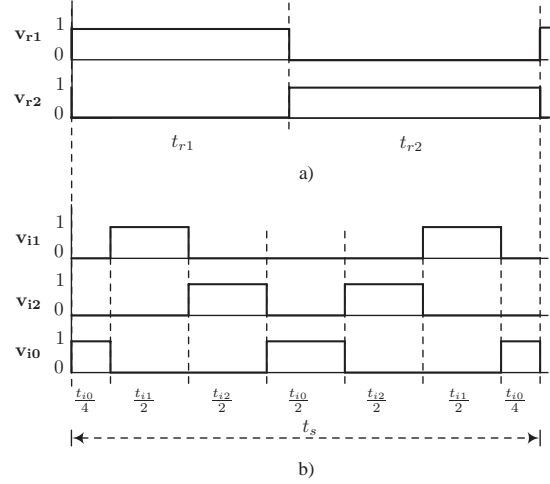 v_r1 1 0
v_r2 1 0
t_r1 t_r2
a)
v_i1 1 0
v_i2 1 0
v_i0 1 0
t_i0/4 t_i1/2 t_i2/2 t_i0/2 t_i2/2 t_i1/2 t_i0/4
t_s
b)